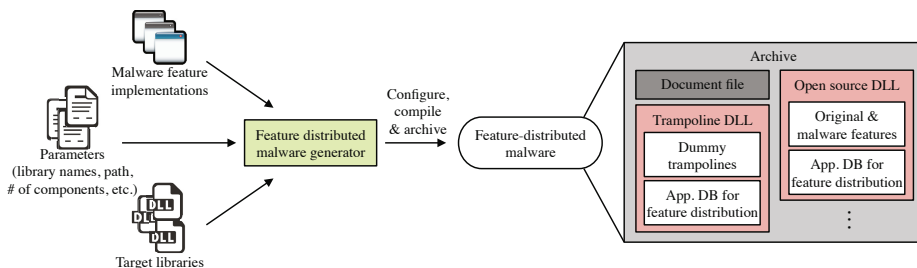 Malware feature
implementations
Parameters
(library names, path,
# of components, etc.)
DLL
DLL
DLL
DLL
Target libraries
Feature distributed
malware generator
Configure,
compile
& archive
Feature-distributed
malware
Archive
Document file
Trampoline DLL
Dummy
trampolines
App. DB for
feature distribution
Open source DLL
Original &
malware features
App. DB for
feature distribution